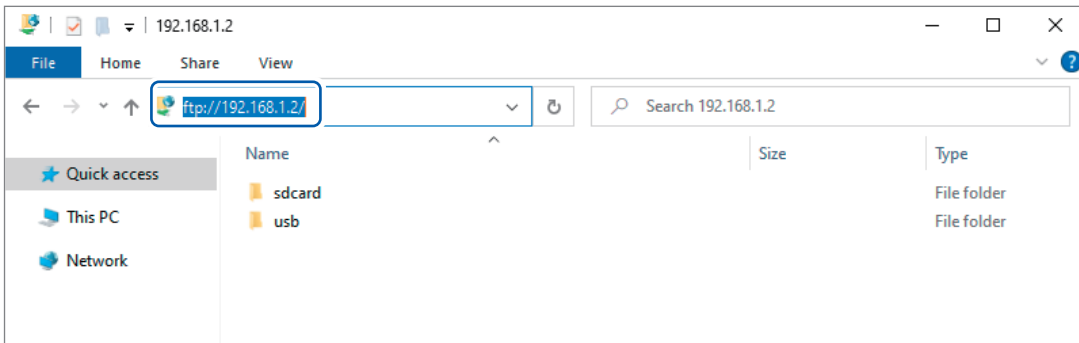 192.168.1.2
File Home Share View
?
ftp://192.168.1.2/ Search 192.168.1.2
Name Size Type
Quick access
sdcard File folder
This PC
usb File folder
Network